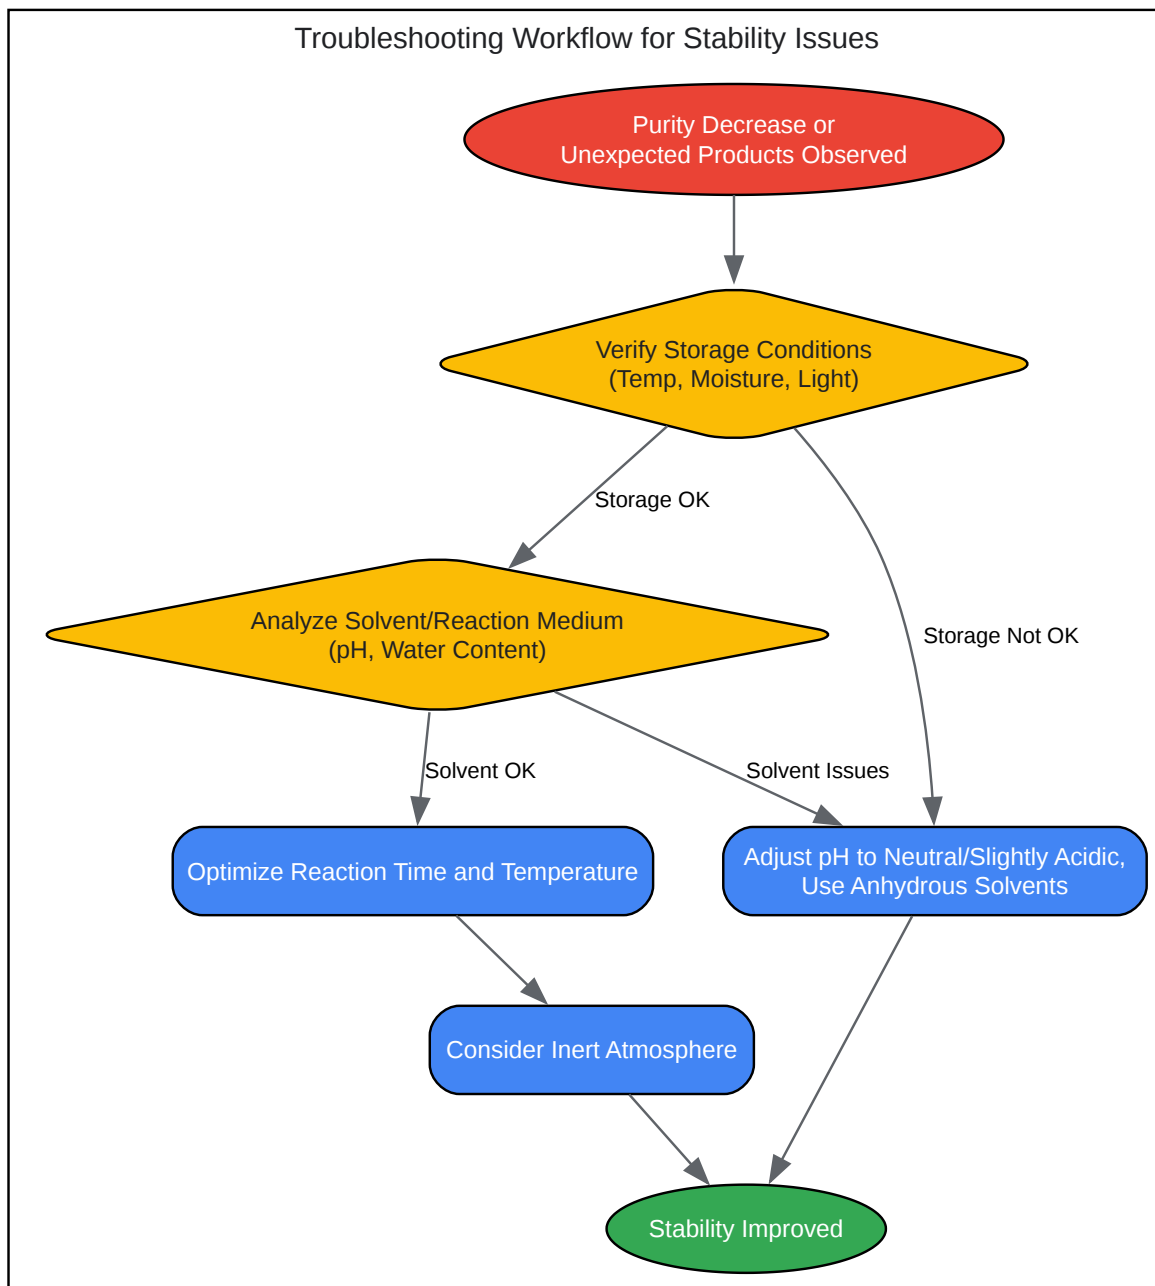 Troubleshooting Workflow for Stability Issues
Purity Decrease or
Unexpected Products Observed
Verify Storage Conditions
(Temp, Moisture, Light)
Storage OK
Analyze Solvent/Reaction Medium
(pH, Water Content)
Storage Not OK
Solvent OK
Solvent Issues
Optimize Reaction Time and Temperature
Adjust pH to Neutral/Slightly Acidic,
Use Anhydrous Solvents
Consider Inert Atmosphere
Stability Improved